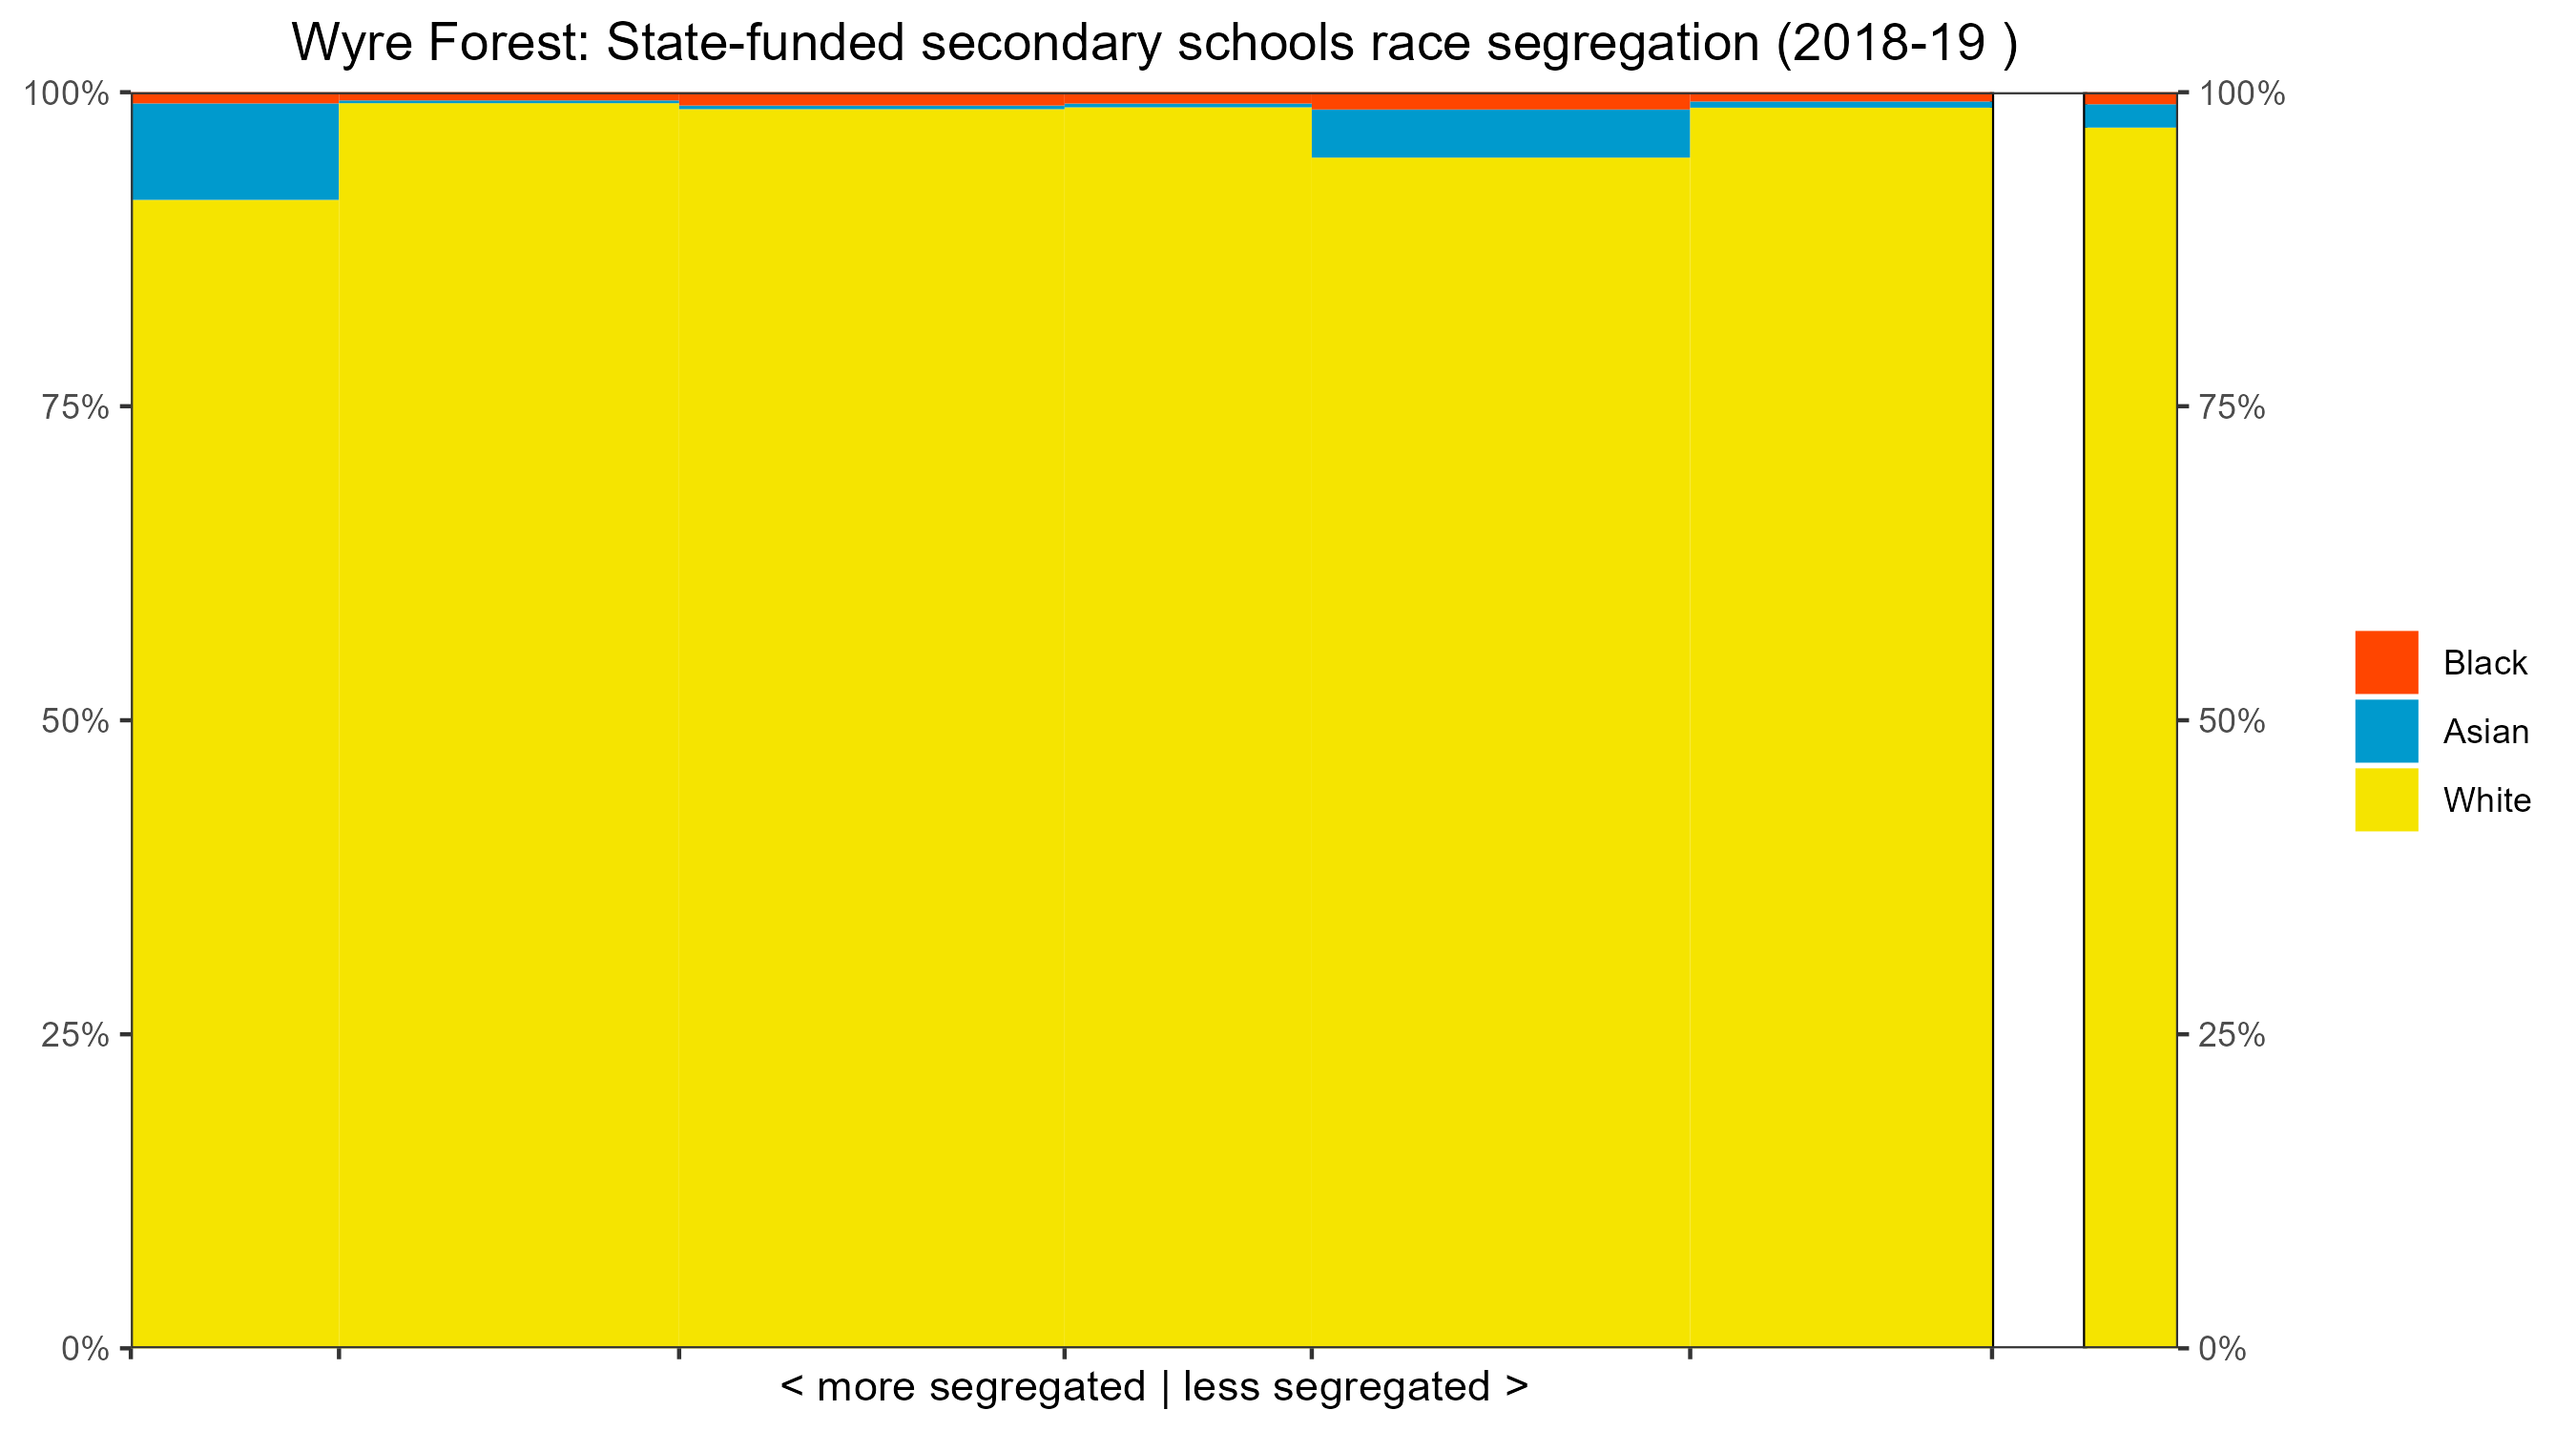 Wyre Forest: State-funded secondary schools race segregation (2018-19 )
100%
75%
50%
25%
0%
100%
75%
50%
25%
0%
Black
Asian
White
< more segregated | less segregated >